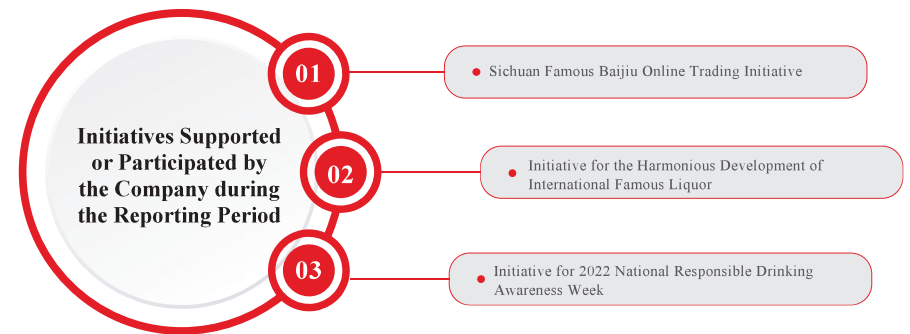 Initiatives Supported
or Participated by
the Company during
the Reporting Period
01
Sichuan Famous Baijiu Online Trading Initiative
02
Initiative for the Harmonious Development of
International Famous Liquor
03
Initiative for 2022 National Responsible Drinking
Awareness Week